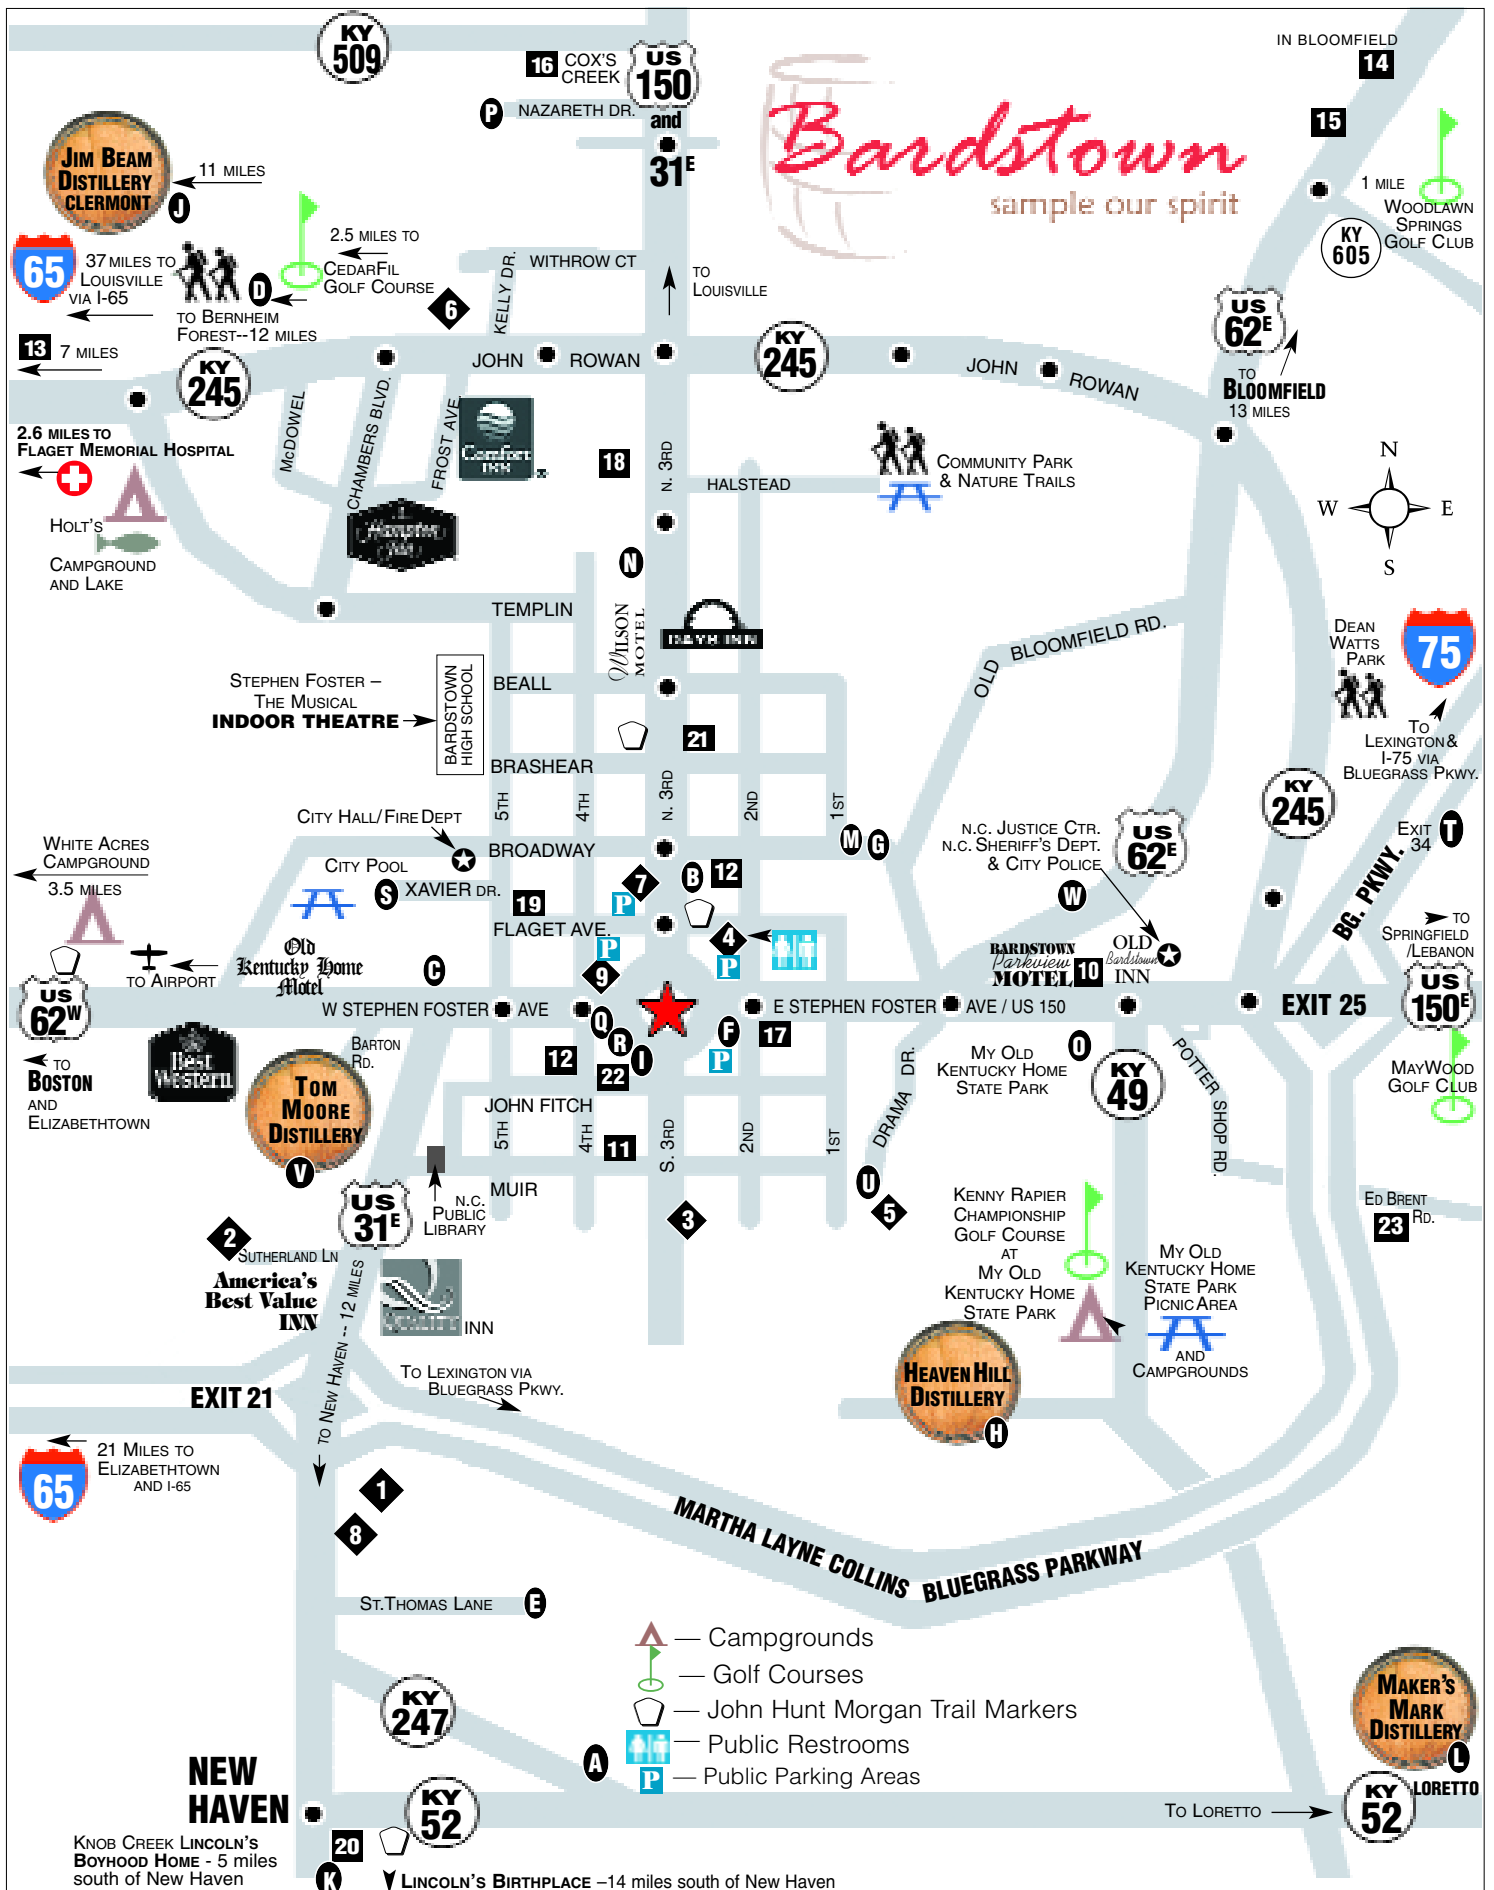 KY
509
16
COX'S
CREEK
US
150
and
31E
P
NAZARETH DR.
Bardstown
sample our spirit
IN BLOOMFIELD
14
15
1 MILE
WOODLAWN
SPRINGS
GOLF CLUB
KY
605
JIM BEAM
DISTILLERY
CLERMONT
J
11 MILES
65
37 MILES TO
LOUISVILLE
VIA I-65
D
2.5 MILES TO
CEDARFIL
GOLF COURSE
TO BERNHEIM
FOREST--12 MILES
13
7 MILES
KY
245
6
KELLY DR.
WITHROW CT
TO
LOUISVILLE
JOHN
ROWAN
KY
245
JOHN
ROWAN
US
62E
TO
BLOOMFIELD
13 MILES
2.6 MILES TO
FLAGET MEMORIAL HOSPITAL
HOLT'S
CAMPGROUND
AND LAKE
MCDOWEL
CHAMBERS BLVD.
FROST AVE.
Comfort
INN
Hampton
Inn
18
N. 3RD
HALSTEAD
COMMUNITY PARK
& NATURE TRAILS
N
W
E
S
N
TEMPLIN
WILSON
MOTEL
DAYS INN
OLD
BLOOMFIELD RD.
DEAN
WATTS
PARK
75
TO
LEXINGTON &
I-75 VIA
BLUEGRASS PKWY.
STEPHEN FOSTER –
THE MUSICAL
INDOOR THEATRE
BARDSTOWN
HIGH SCHOOL
BEALL
21
BRASHEAR
5TH
4TH
N. 3RD
2ND
1ST
KY
245
CITY HALL/FIRE DEPT
BROADWAY
CITY POOL
S
XAVIER DR.
19
FLAGET AVE.
7
P
B
12
M
G
N.C. JUSTICE CTR.
N.C. SHERIFF'S DEPT.
& CITY POLICE
US
62E
W
EXIT
34
T
BG. PKWY.
TO
SPRINGFIELD
/LEBANON
WHITE ACRES
CAMPGROUND
3.5 MILES
TO AIRPORT
Old
Kentucky Home
Motel
C
P
9
4
P
BARDSTOWN
Parkview
MOTEL
10
OLD
Bardstown
INN
US
62W
TO
BOSTON
AND
ELIZABETHTOWN
W STEPHEN FOSTER
AVE
E STEPHEN FOSTER
AVE / US 150
EXIT 25
US
150E
Best
Western
BARTON
RD.
TOM
MOORE
DISTILLERY
V
Q
R
I
12
22
F
17
P
MY OLD
KENTUCKY HOME
STATE PARK
O
KY
49
POTTER SHOP RD.
MAYWOOD
GOLF CLUB
JOHN FITCH
5TH
4TH
11
S. 3RD
2ND
1ST
DRAMA DR.
U
5
MUIR
N.C.
PUBLIC
LIBRARY
3
US
31E
2
SUTHERLAND LN
America's
Best Value
INN
QUALITY
INN
KENNY RAPIER
CHAMPIONSHIP
GOLF COURSE
AT
MY OLD
KENTUCKY HOME
STATE PARK
MY OLD
KENTUCKY HOME
STATE PARK
PICNIC AREA
AND
CAMPGROUNDS
ED BRENT
RD.
23
HEAVEN HILL
DISTILLERY
H
TO NEW HAVEN -- 12 MILES
EXIT 21
TO LEXINGTON VIA
BLUEGRASS PKWY.
65
21 MILES TO
ELIZABETHTOWN
AND I-65
1
8
MARTHA LAYNE COLLINS
BLUEGRASS PARKWAY
ST.THOMAS LANE
E
— Campgrounds
— Golf Courses
— John Hunt Morgan Trail Markers
— Public Restrooms
P
— Public Parking Areas
KY
247
A
MAKER'S
MARK
DISTILLERY
L
LORETTO
NEW
HAVEN
KY
52
TO LORETTO
KY
52
KNOB CREEK LINCOLN'S
BOYHOOD HOME - 5 miles
south of New Haven
20
K
LINCOLN'S BIRTHPLACE –14 miles south of New Haven